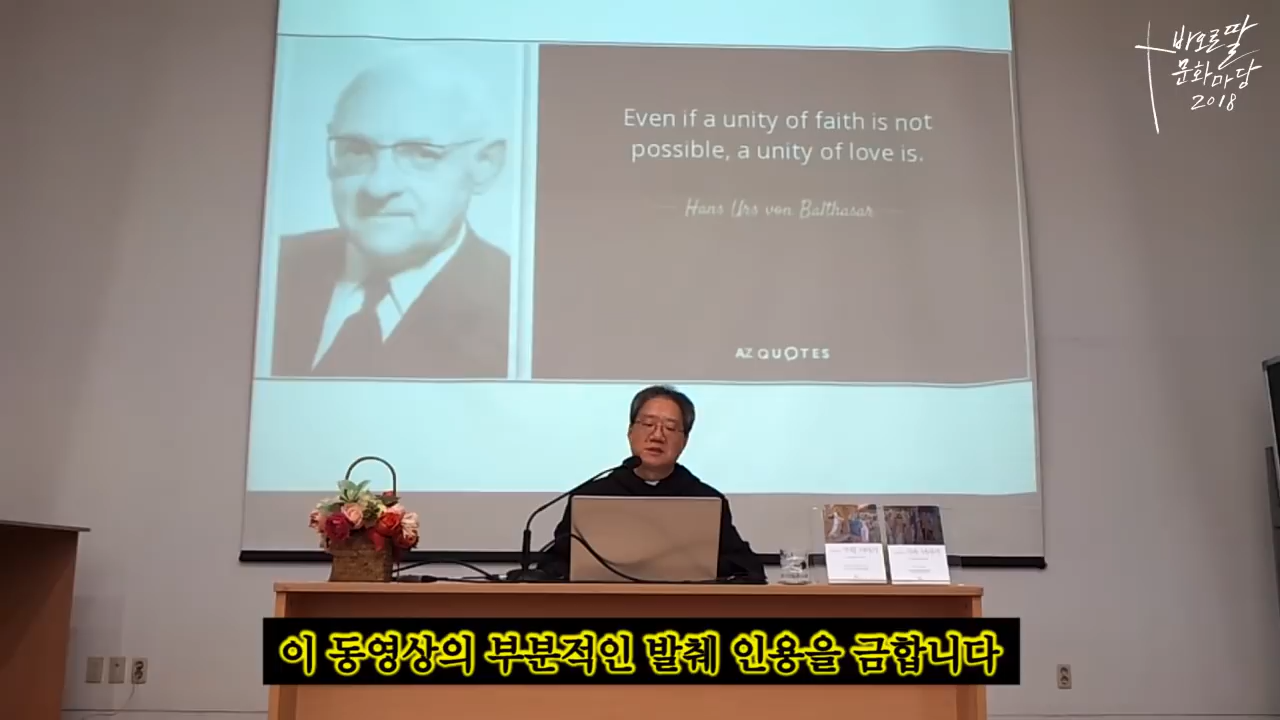 바오로딸
문화마당
2018
Even if a unity of faith is not
possible, a unity of love is.
Hans Urs von Balthasar
AZ QUOTES
이 동영상의 부분적인 발췌 인용을 금합니다